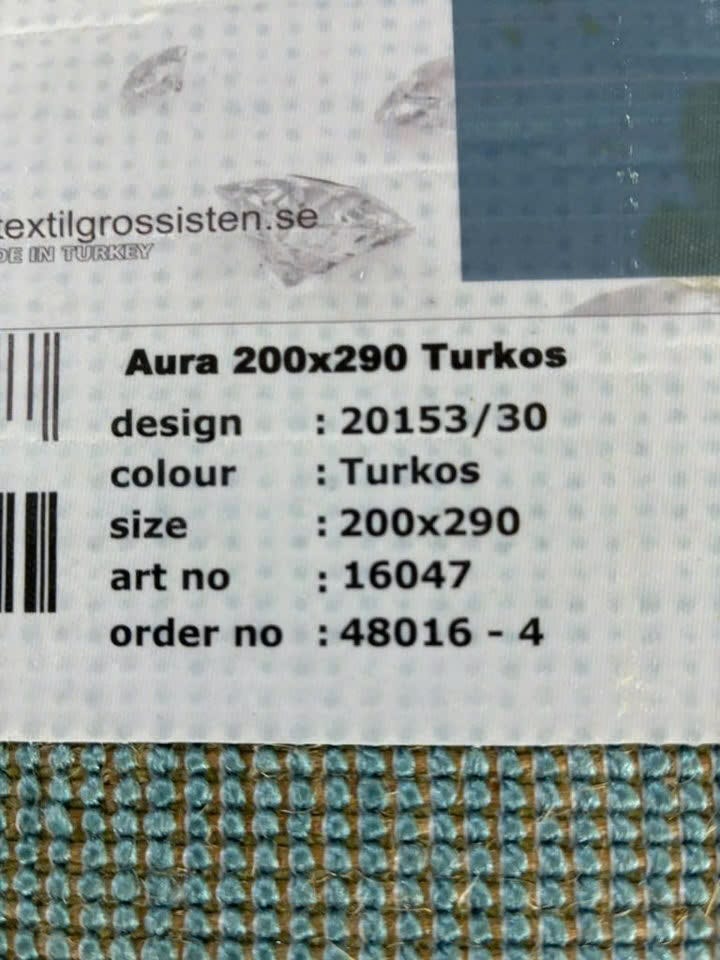 textilgrossisten.se
DE IN TURKEY
Aura 200x290 Turkos
design : 20153/30
colour : Turkos
size : 200x290
art no : 16047
order no : 48016 - 4